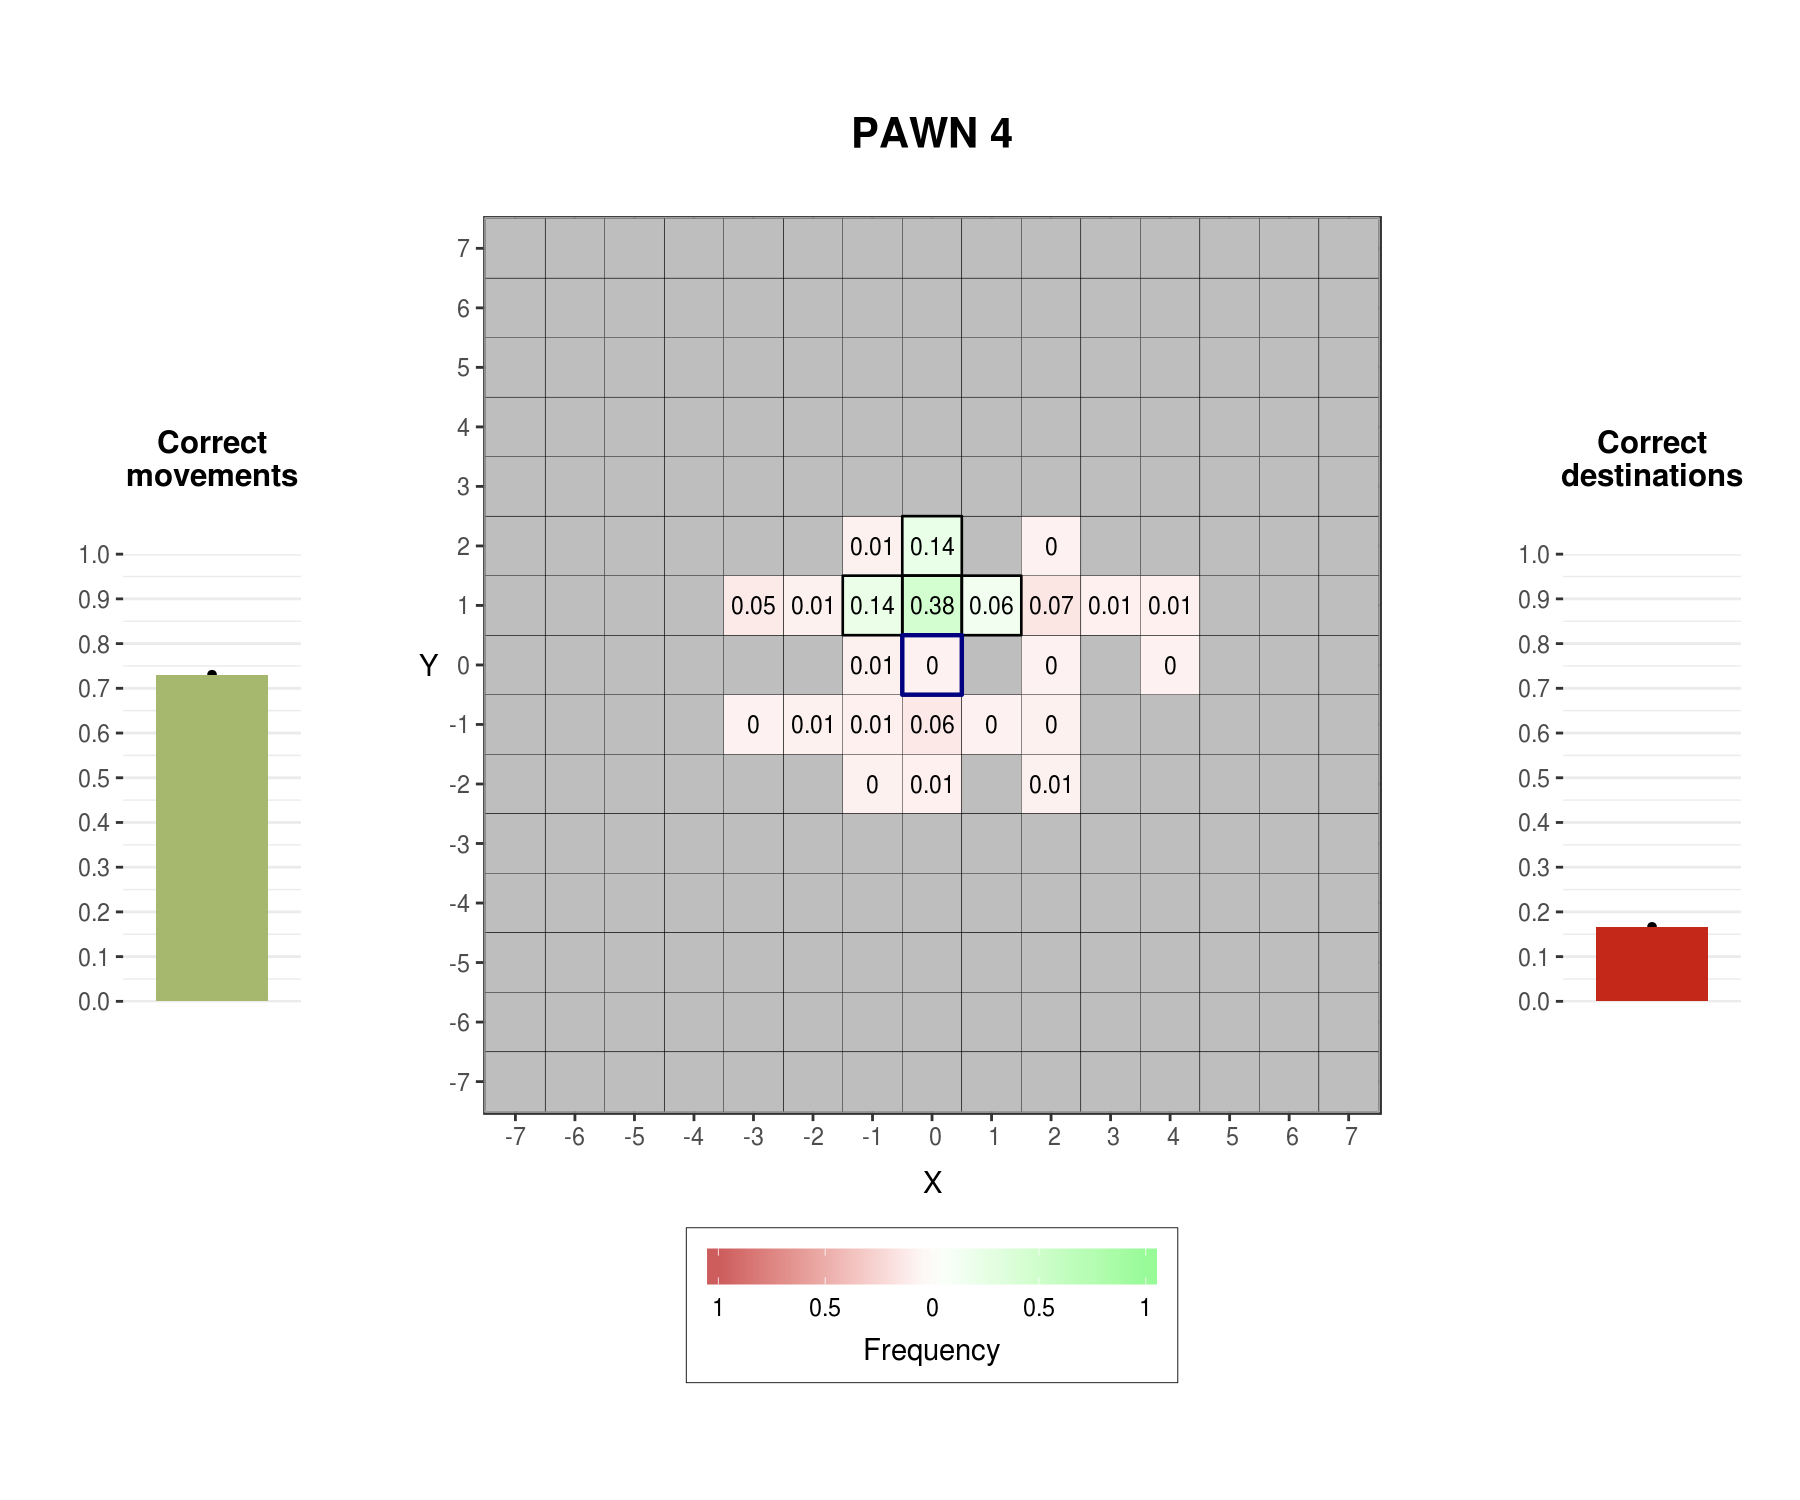 PAWN 4
Correct
movements
1.0
0.9
0.8
0.7
0.6
0.5
0.4
0.3
0.2
0.1
0.0
Y
7
6
5
4
3
2
1
0
-1
-2
-3
-4
-5
-6
-7
0.01 0.14 0
0.05 0.01 0.14 0.38 0.06 0.07 0.01 0.01
0.01 0 0 0
0 0.01 0.01 0.06 0 0
0 0.01 0.01
-7 -6 -5 -4 -3 -2 -1 0 1 2 3 4 5 6 7
X
1 0.5 0 0.5 1
Frequency
Correct
destinations
1.0
0.9
0.8
0.7
0.6
0.5
0.4
0.3
0.2
0.1
0.0